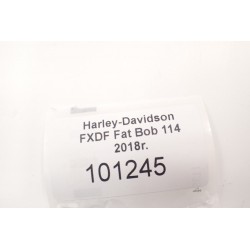 Harley-Davidson
FXDF Fat Bob 114
2018r.
101245